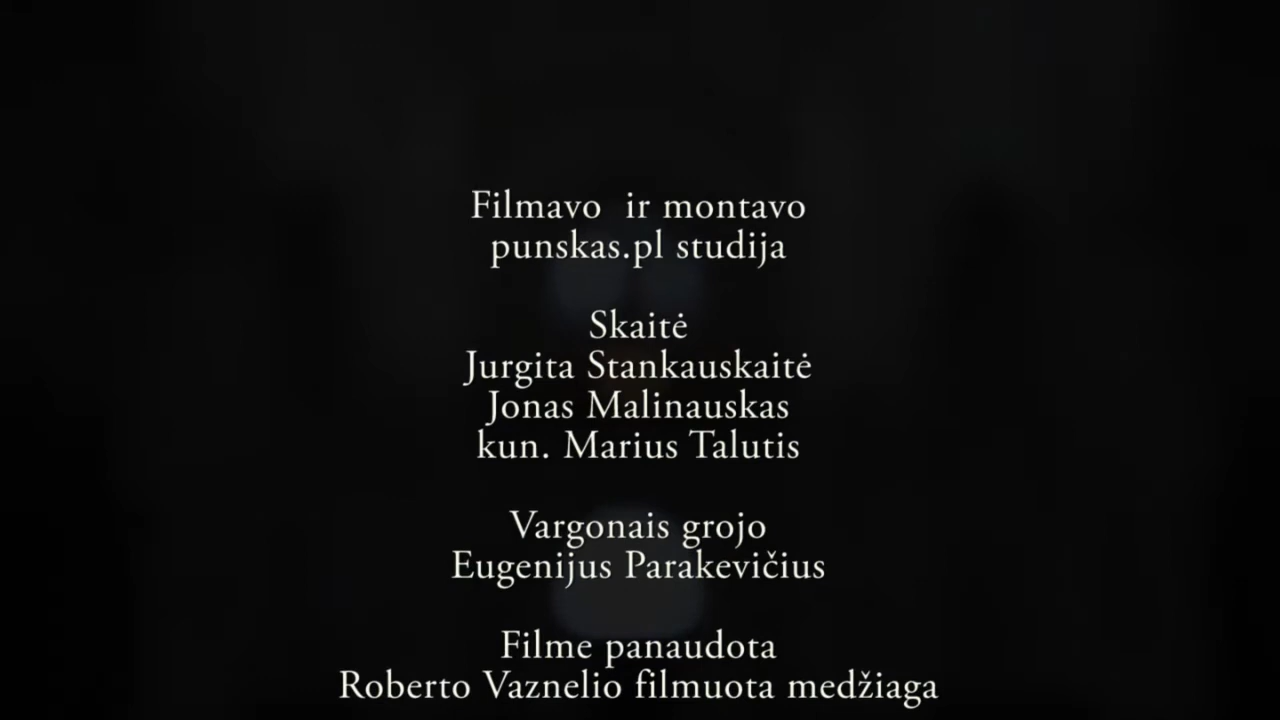 Filmavo ir montavo
punskas.pl studija
Skaitė
Jurgita Stankauskaitė
Jonas Malinauskas
kun. Marius Talutis
Vargonais grojo
Eugenijus Parakevičius
Filme panaudota
Roberto Vaznelio filmuota medžiaga